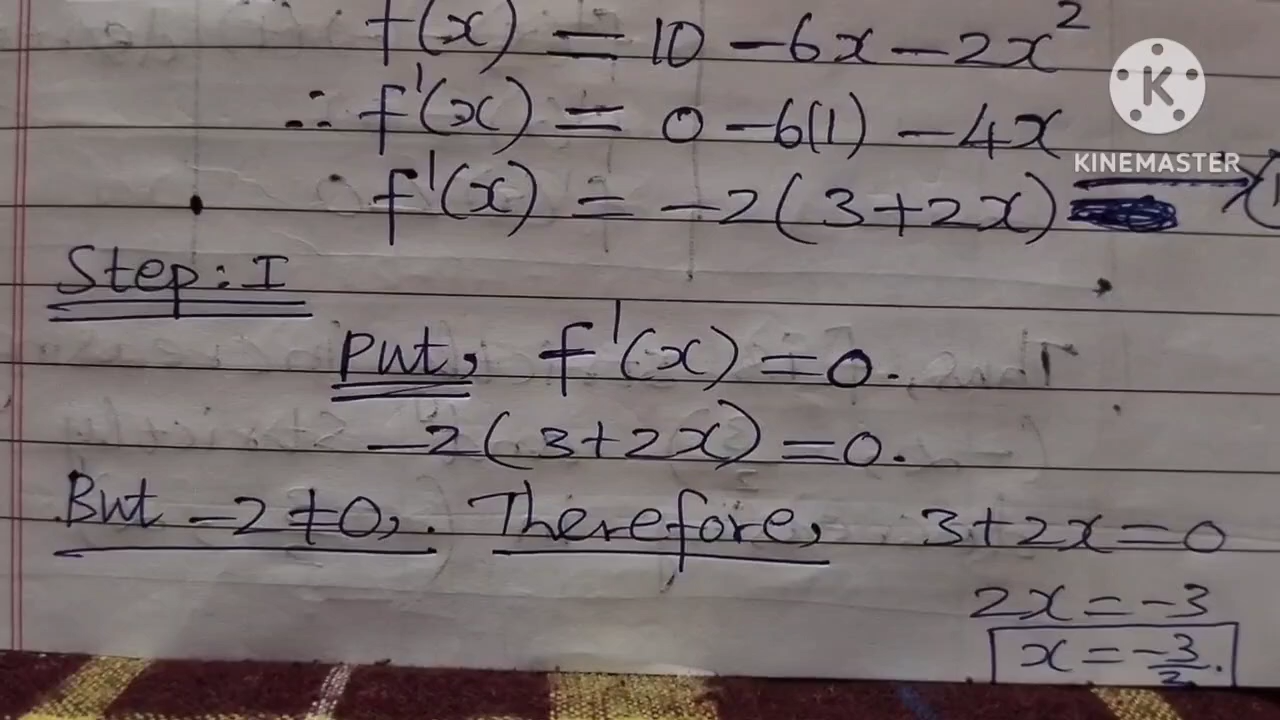 f(x) = 10 - 6x - 2x²
∴ f'(x) = 0 - 6(1) - 4x
K
KINEMASTER
f'(x) = -2(3+2x)
Step: I
Put, f'(x) = 0.
-2(3+2x) = 0.
But -2 ≠ 0, . Therefore, 3+2x = 0
2x = -3
x = -3/2.